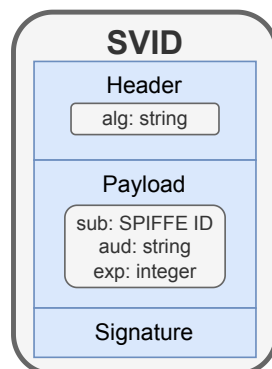 SVID
Header
alg: string
Payload
sub: SPIFFE ID
aud: string
exp: integer
Signature